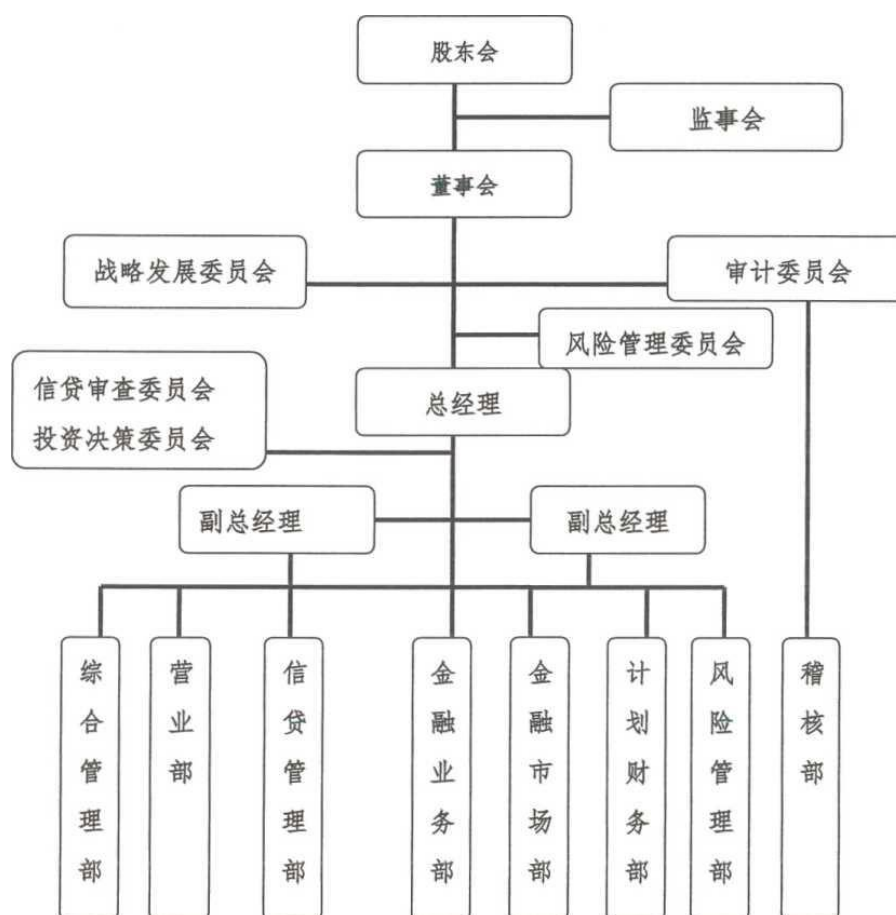 股东会
监事会
董事会
战略发展委员会
审计委员会
风险管理委员会
信贷审查委员会
投资决策委员会
总经理
副总经理
副总经理
综合管理部
营业部
信贷管理部
金融业务部
金融市场部
计划财务部
风险管理部
稽核部